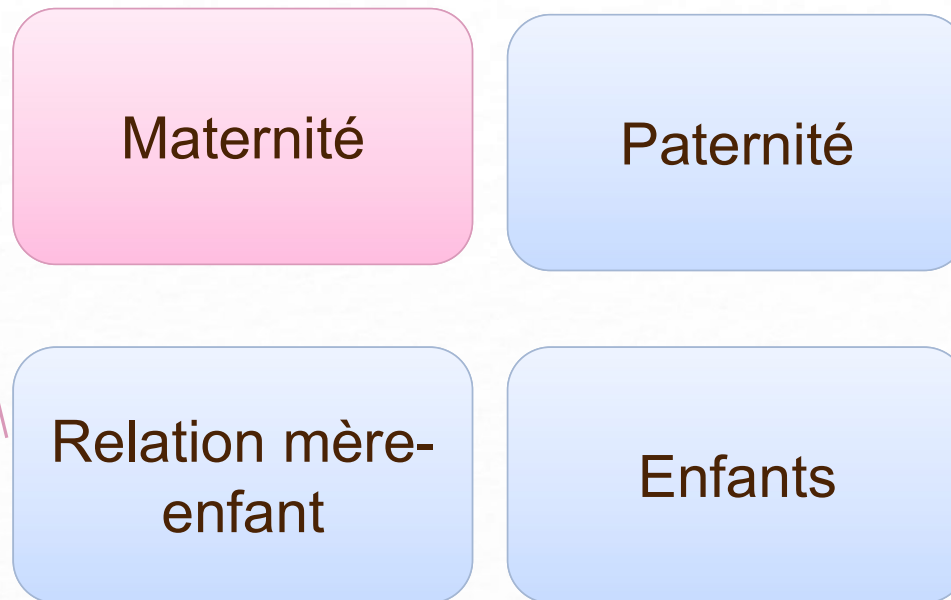 Maternité
Paternité
Relation mère-
enfant
Enfants